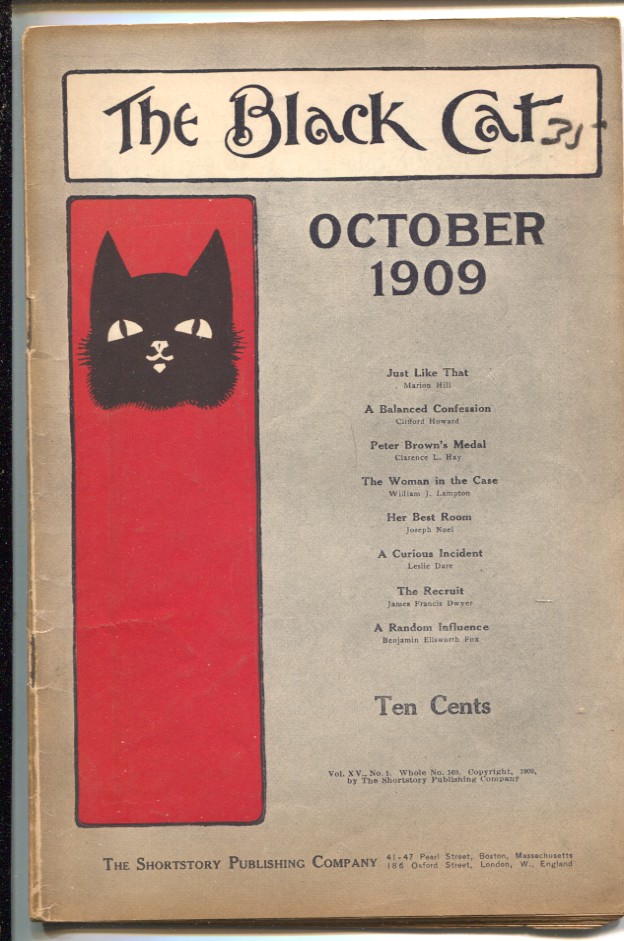 The Black Cat
OCTOBER
1909
Just Like That
Marion Hill
A Balanced Confession
Clifford Howard
Peter Brown's Medal
Clarence L. Hay
The Woman in the Case
William J. Lampton
Her Best Room
Joseph Noel
A Curious Incident
Leslie Dare
The Recruit
James Francis Dwyer
A Random Influence
Benjamin Ellsworth Fox
Ten Cents
Vol. XV., No. 1. Whole No. 169. Copyright, 1909,
by The Shortstory Publishing Company
THE SHORTSTORY PUBLISHING COMPANY
41-47 Pearl Street, Boston, Massachusetts
186 Oxford Street, London, W., England